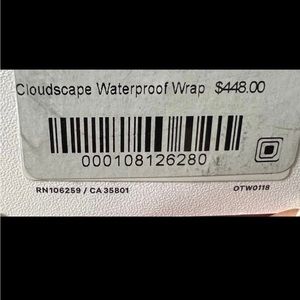 Cloudscape Waterproof Wrap $448.00
000108126280
RN106259 / CA35801 OTW0118